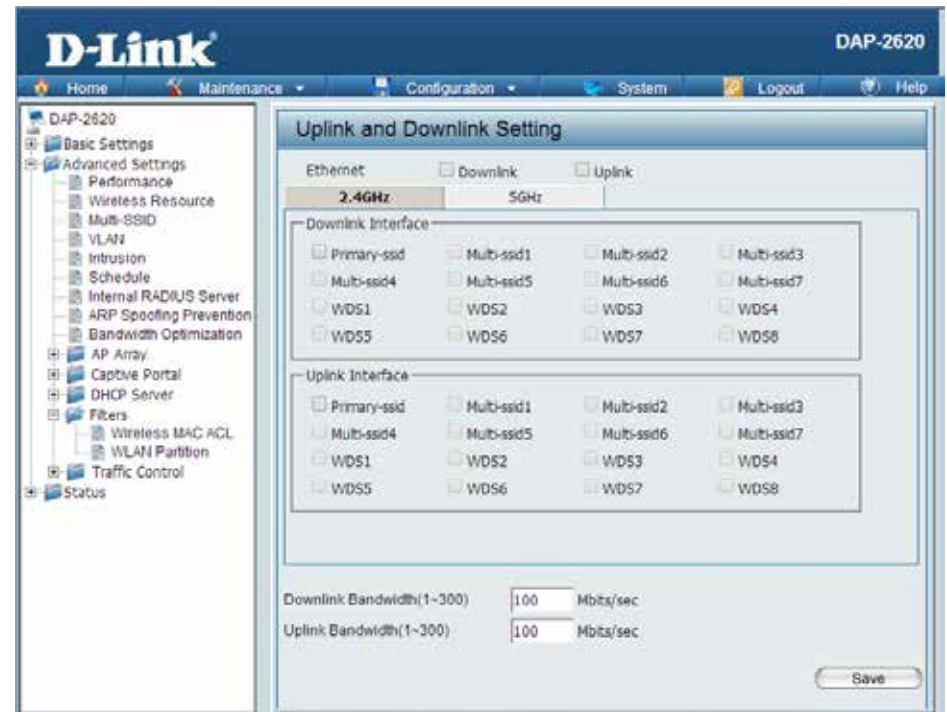 D-Link
DAP-2620
Home Maintenance Configuration System Logout Help
DAP-2620
Basic Settings
Advanced Settings
Performance
Wireless Resource
Multi-SSID
VLAN
Intrusion
Schedule
Internal RADIUS Server
ARP Spoofing Prevention
Bandwidth Optimization
AP Array
Captive Portal
DHCP Server
Filters
Wireless MAC ACL
WLAN Partition
Traffic Control
Status
Uplink and Downlink Setting
Ethernet Downlink Uplink
2.4GHz 5GHz
Downlink Interface
Primary-ssid Multi-ssid1 Multi-ssid2 Multi-ssid3
Multi-ssid4 Multi-ssid5 Multi-ssid6 Multi-ssid7
WDS1 WDS2 WDS3 WDS4
WDS5 WDS6 WDS7 WDS8
Uplink Interface
Primary-ssid Multi-ssid1 Multi-ssid2 Multi-ssid3
Multi-ssid4 Multi-ssid5 Multi-ssid6 Multi-ssid7
WDS1 WDS2 WDS3 WDS4
WDS5 WDS6 WDS7 WDS8
Downlink Bandwidth(1~300) 100 Mbits/sec
Uplink Bandwidth(1~300) 100 Mbits/sec
Save